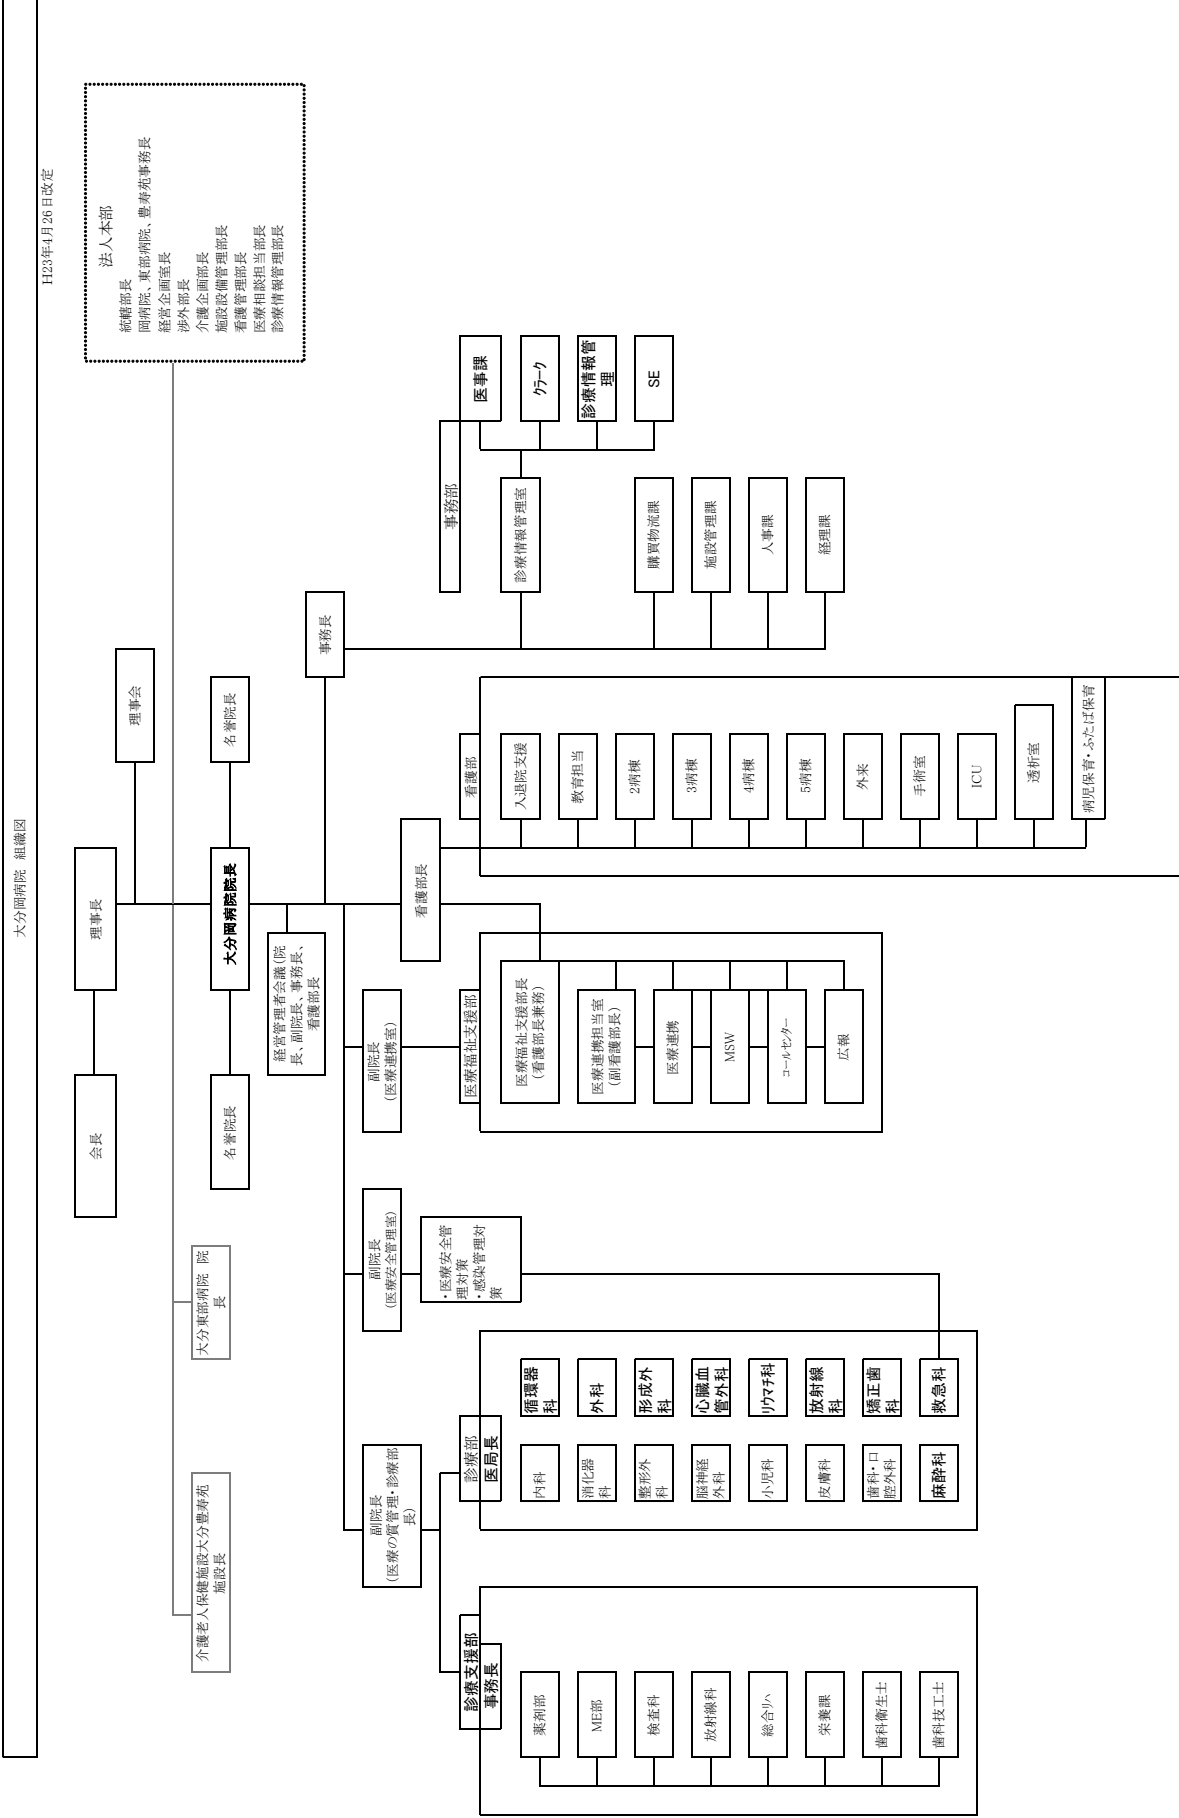 大分岡病院 組織図
H23年4月26日改定
法人本部
統轄部長
岡病院、東部病院、豊寿苑事務長
経営企画室長
渉外部長
介護企画部長
施設設備管理部長
看護管理部長
医療相談担当部長
診療情報管理部長
会長
理事長
理事会
介護老人保健施設大分豊寿苑
施設長
大分東部病院 院
長
名誉院長
大分岡病院院長
名誉院長
経営管理者会議(院
長、副院長、事務長、
看護部長
事務長
副院長
(医療の質管理・診療部
長)
副院長
(医療安全管理室)
副院長
(医療連携室)
看護部長
・医療安全管
理対策
・感染管理対
策
診療支援部
事務長
薬剤部
ME部
検査科
放射線科
総合リハ
栄養課
歯科衛生士
歯科技工士
診療部
医局長
内科
循環器
科
消化器
科
外科
整形外
科
形成外
科
脳神経
外科
心臓血
管外科
小児科
リウマチ科
皮膚科
放射線
科
歯科・口
腔外科
矯正歯
科
麻酔科
救急科
医療福祉支援部
医療福祉支援部長
(看護部長兼務)
医療連携担当室
(副看護部長)
医療連携
MSW
コールセンター
広報
看護部
入退院支援
教育担当
2病棟
3病棟
4病棟
5病棟
外来
手術室
ICU
透析室
病児保育・ふたば保育
事務部
診療情報管理室
医事課
クラーク
診療情報管
理
SE
購買物流課
施設管理課
人事課
経理課